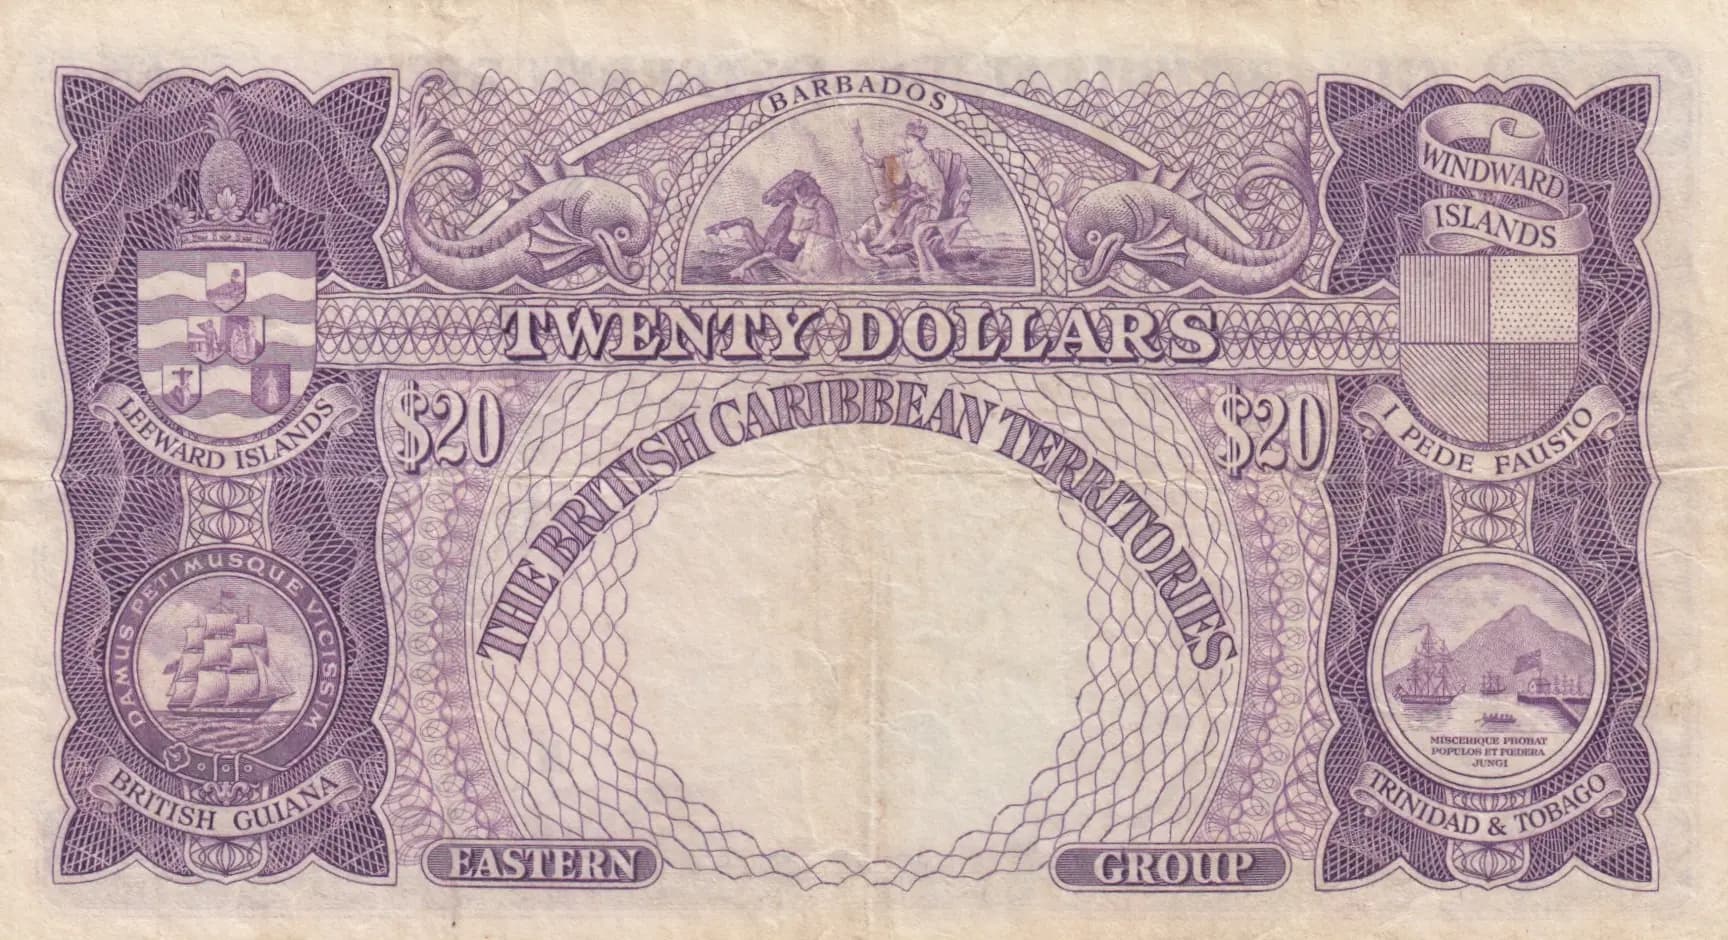 BARBADOS
WINDWARD
ISLANDS
TWENTY DOLLARS
$20
$20
THE BRITISH CARIBBEAN TERRITORIES
LEEWARD ISLANDS
I PEDE FAUSTO
DAMUS PETIMUSQUE VICISSIM
BRITISH GUIANA
MISCERIQUE PROBAT
POPULOS ET FŒDERA
JUNGI
TRINIDAD & TOBAGO
EASTERN
GROUP